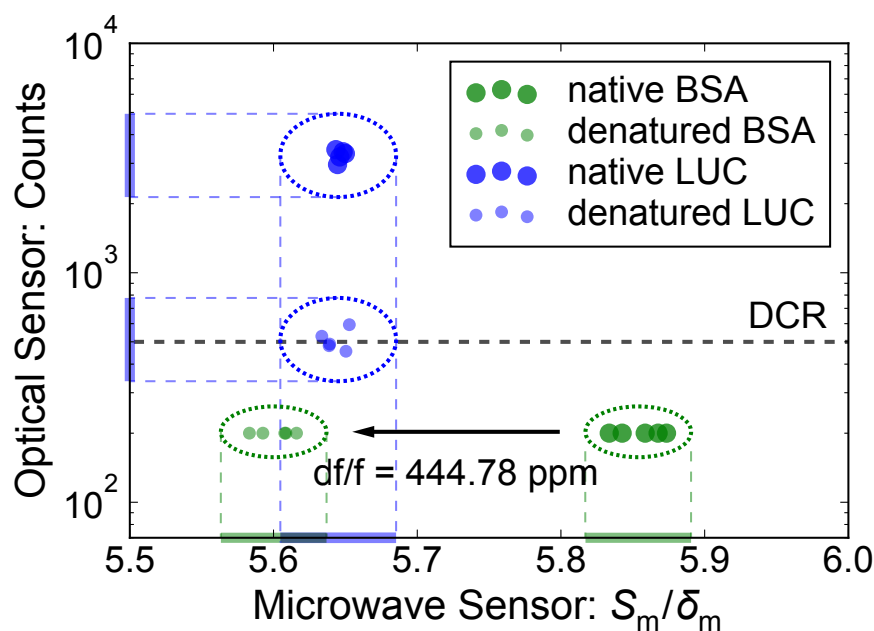 10⁴
native BSA
denatured BSA
native LUC
denatured LUC
Optical Sensor: Counts
10³
DCR
df/f = 444.78 ppm
10²
5.5 5.6 5.7 5.8 5.9 6.0
Microwave Sensor: Sₘ/δₘ